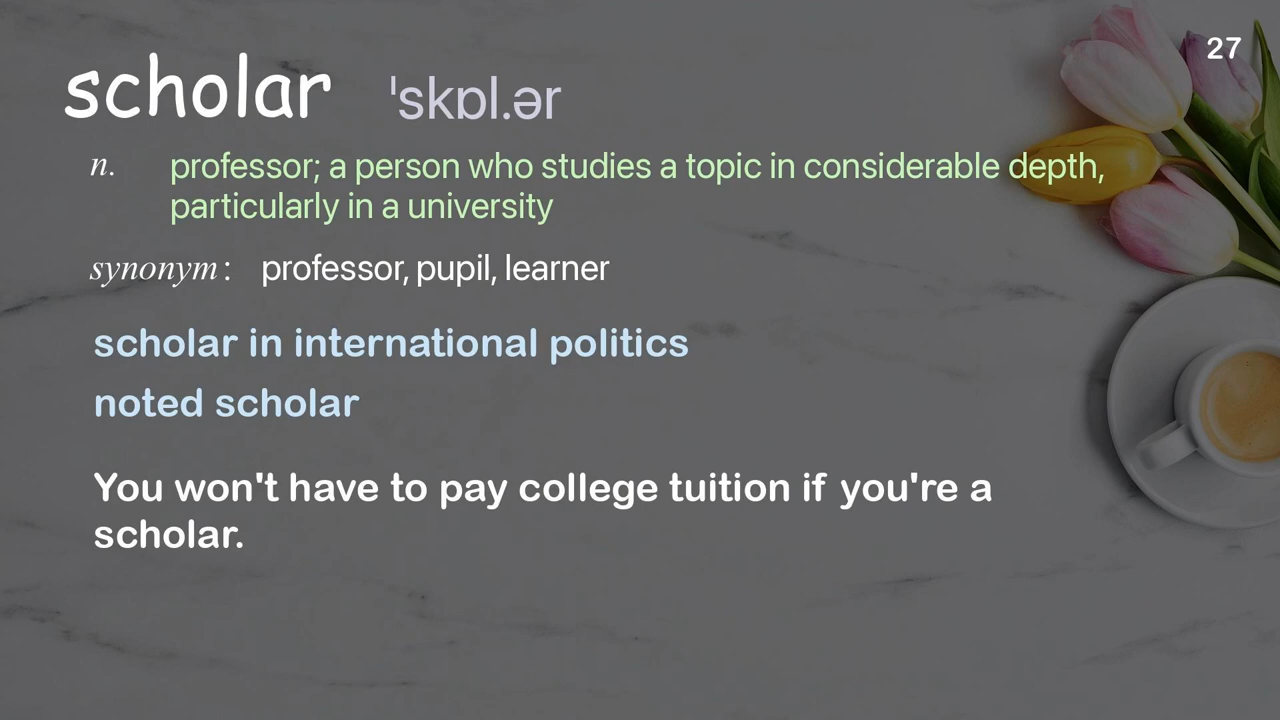 27
scholar ˈskɒl.ər
n. professor; a person who studies a topic in considerable depth,
particularly in a university
synonym: professor, pupil, learner
scholar in international politics
noted scholar
You won't have to pay college tuition if you're a
scholar.